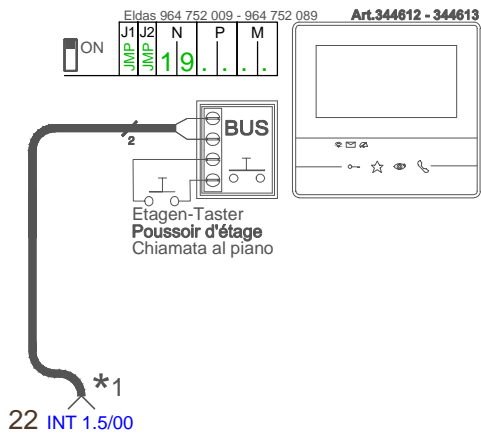 Eldas 964 752 009 - 964 752 089
Art.344612 - 344613
ON
J1 J2 N P M
JMP JMP 1 9 . . . .
BUS
2
Etagen-Taster
Poussoir d'étage
Chiamata al piano
*1
22 INT 1.5/00